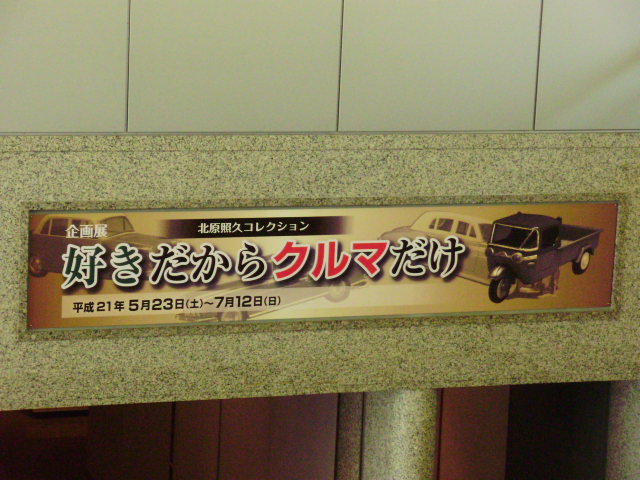 企画展
北原照久コレクション
好きだからクルマだけ
平成21年 5月23日(土)~7月12日(日)